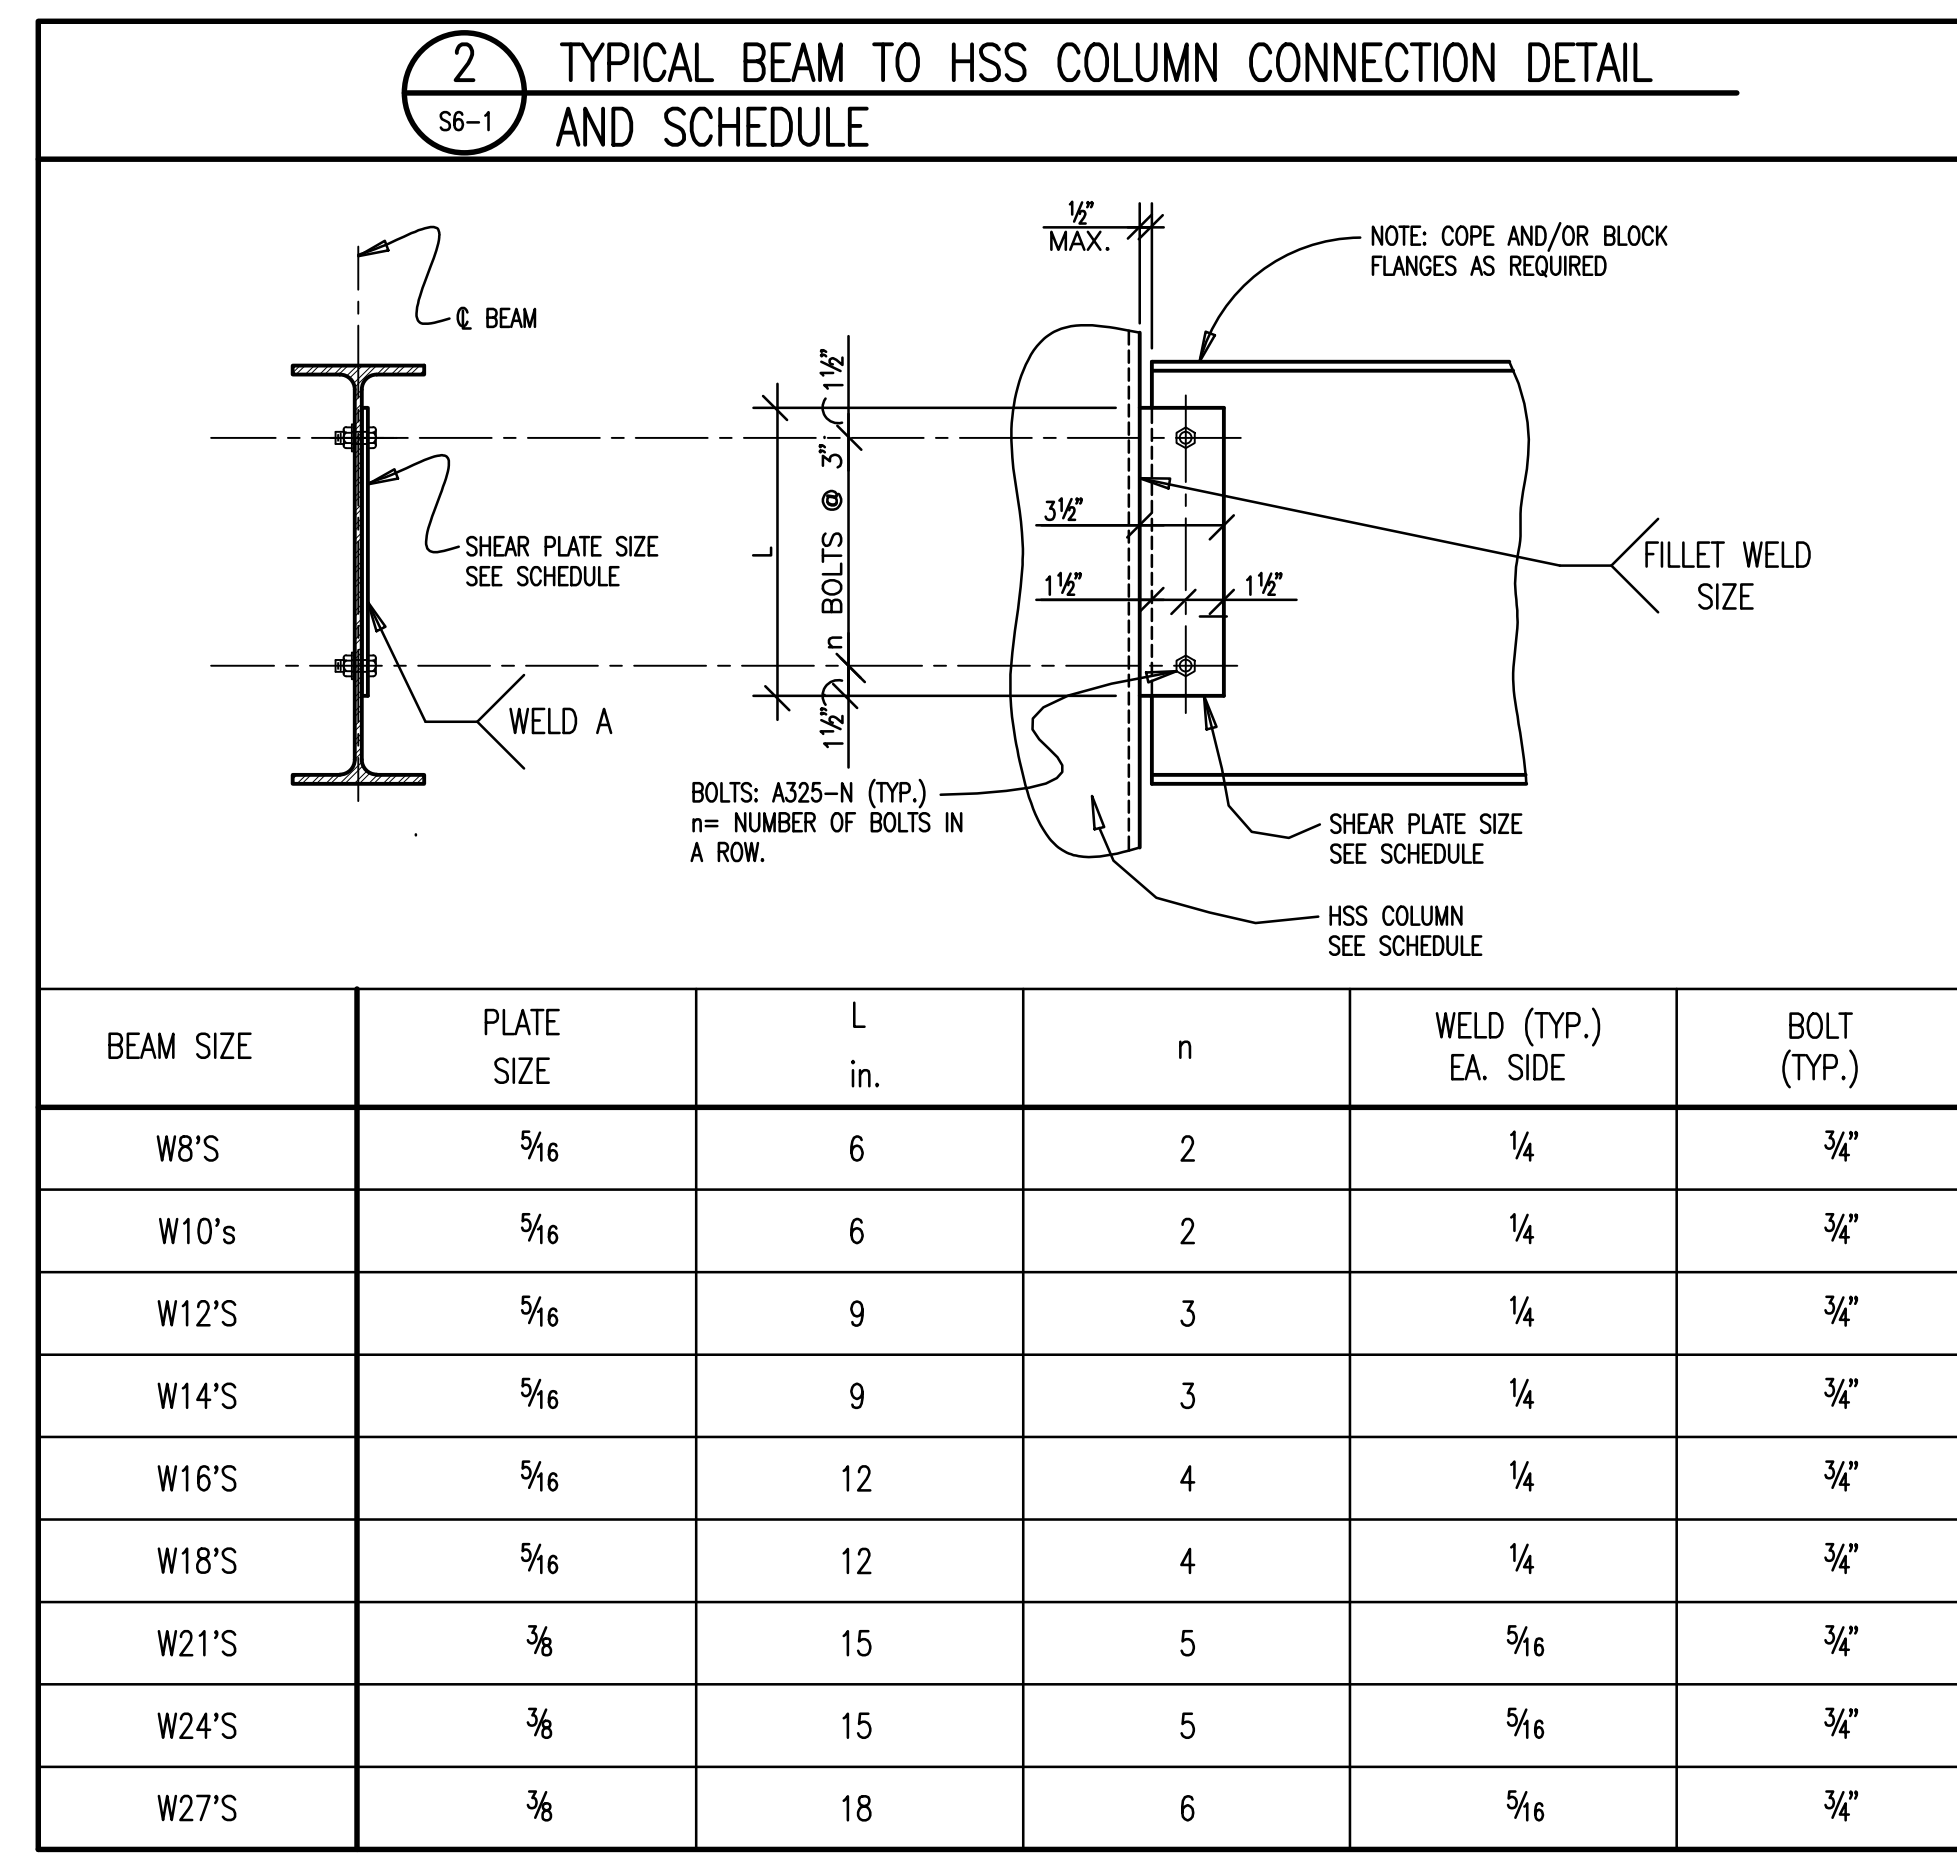 2
S6-1
TYPICAL BEAM TO HSS COLUMN CONNECTION DETAIL
AND SCHEDULE
½"
MAX.
NOTE: COPE AND/OR BLOCK
FLANGES AS REQUIRED
℄ BEAM
1½"
n BOLTS @ 3"
1½"
L
3½"
1½"
1½"
SHEAR PLATE SIZE
SEE SCHEDULE
FILLET WELD
SIZE
WELD A
BOLTS: A325-N (TYP.)
n= NUMBER OF BOLTS IN
A ROW.
SHEAR PLATE SIZE
SEE SCHEDULE
HSS COLUMN
SEE SCHEDULE
BEAM SIZE PLATE SIZE L in. n WELD (TYP.) EA. SIDE BOLT (TYP.)
W8'S 5/16 6 2 1/4 3/4"
W10's 5/16 6 2 1/4 3/4"
W12'S 5/16 9 3 1/4 3/4"
W14'S 5/16 9 3 1/4 3/4"
W16'S 5/16 12 4 1/4 3/4"
W18'S 5/16 12 4 1/4 3/4"
W21'S 3/8 15 5 5/16 3/4"
W24'S 3/8 15 5 5/16 3/4"
W27'S 3/8 18 6 5/16 3/4"